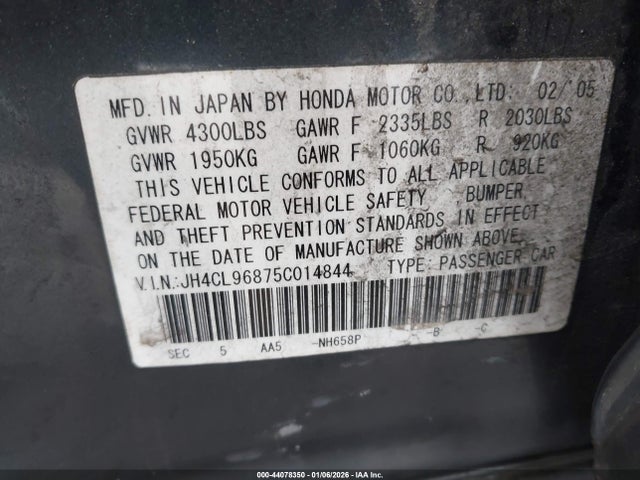 MFD. IN JAPAN BY HONDA MOTOR CO., LTD. 02/'05
GVWR 4300LBS GAWR F 2335LBS R 2030LBS
GVWR 1950KG GAWR F 1060KG R 920KG
THIS VEHICLE CONFORMS TO ALL APPLICABLE
FEDERAL MOTOR VEHICLE SAFETY, BUMPER
AND THEFT PREVENTION STANDARDS IN EFFECT
ON THE DATE OF MANUFACTURE SHOWN ABOVE.
V.I.N.:JH4CL96875C014844 TYPE: PASSENGER CAR
SEC 5 AA5 -NH658P -B -C
000-44078350 - 01/06/2026 - IAA Inc.